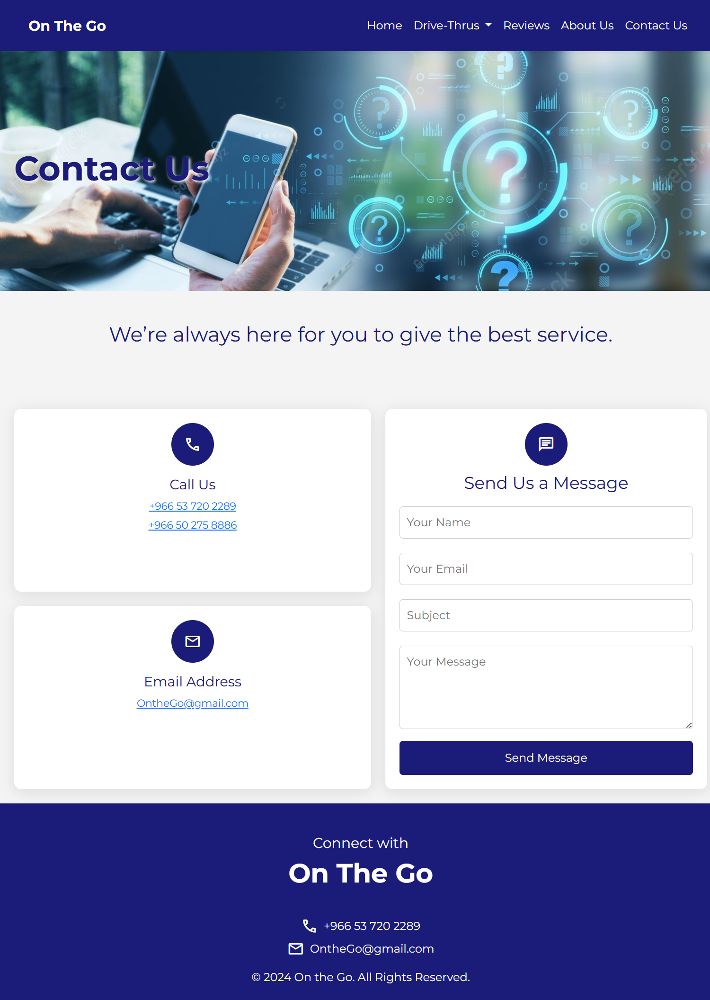 On The Go
Home Drive-Thrus Reviews About Us Contact Us
Contact Us
We’re always here for you to give the best service.
Call Us
+966 53 720 2289
+966 50 275 8886
Email Address
OntheGo@gmail.com
Send Us a Message
Your Name
Your Email
Subject
Your Message
Send Message
Connect with
On The Go
+966 53 720 2289
OntheGo@gmail.com
© 2024 On the Go. All Rights Reserved.